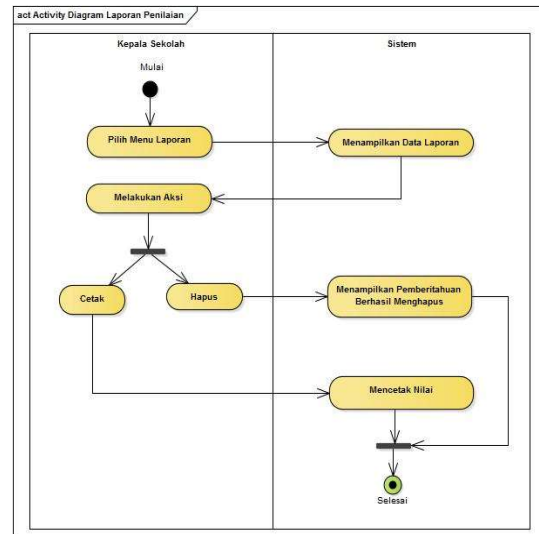 act Activity Diagram Laporan Penilaian
Kepala Sekolah
Sistem
Mulai
Pilih Menu Laporan
Menampilkan Data Laporan
Melakukan Aksi
Cetak
Hapus
Menampilkan Pemberitahuan
Berhasil Menghapus
Mencetak Nilai
Selesai